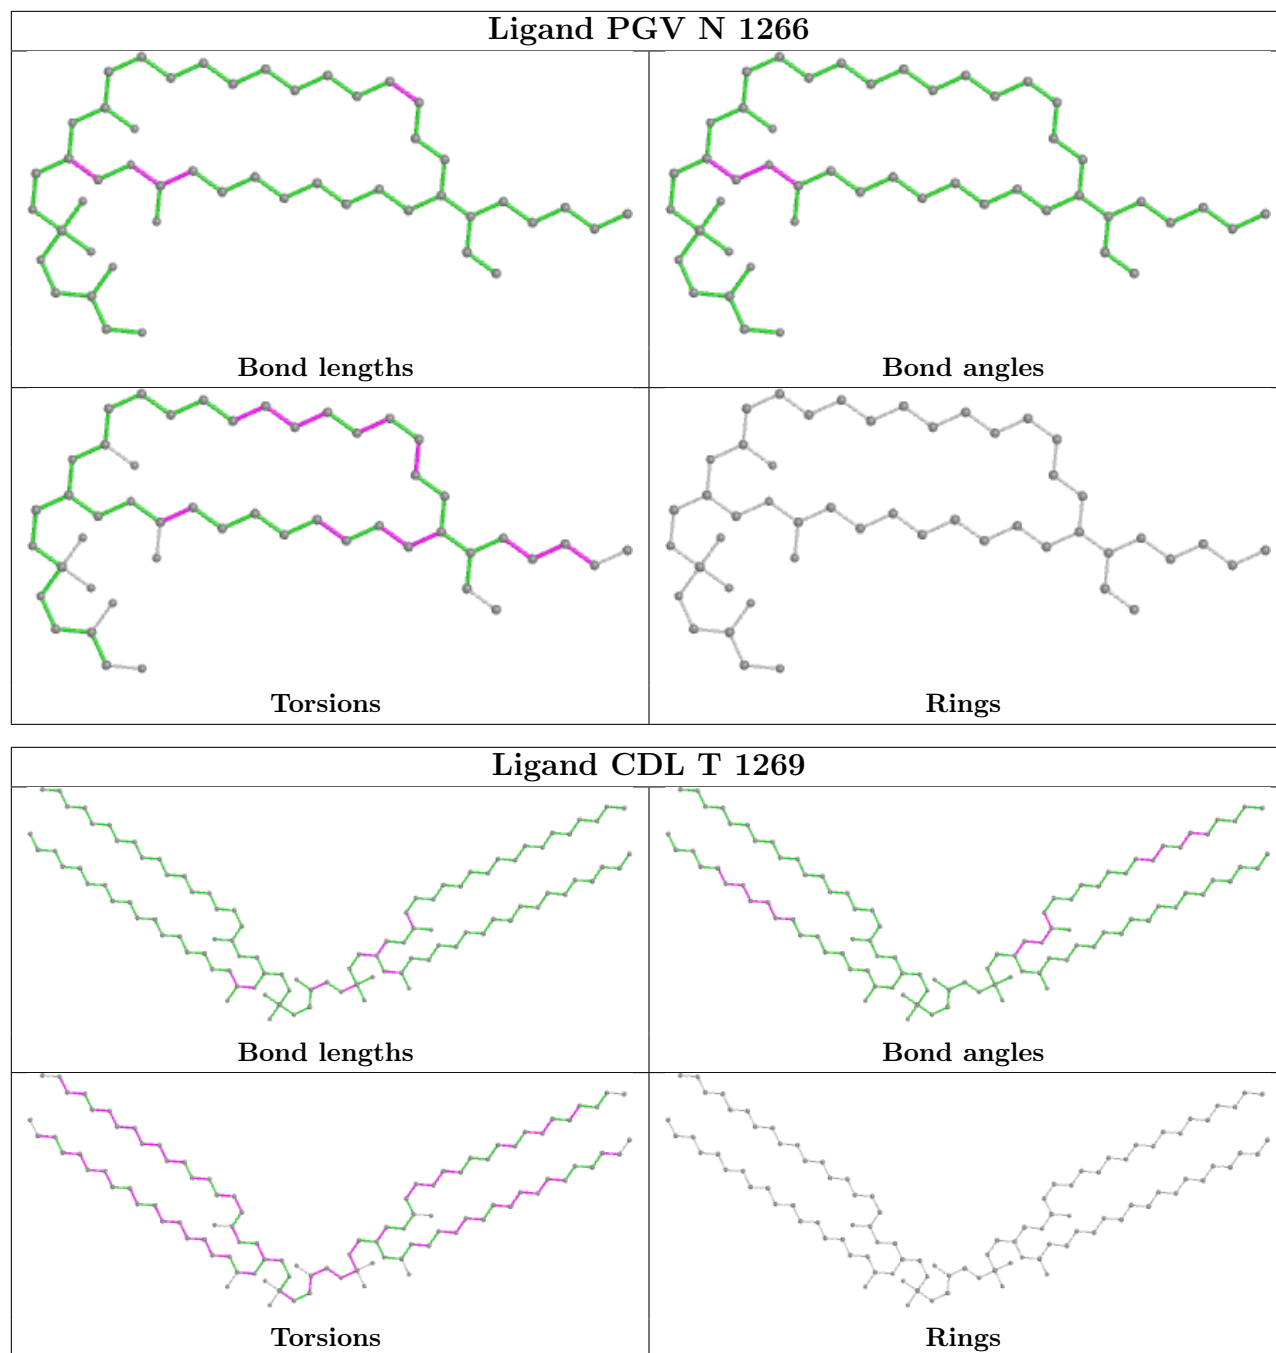 Ligand PGV N 1266
Bond lengths
Bond angles
Torsions
Rings
Ligand CDL T 1269
Bond lengths
Bond angles
Torsions
Rings